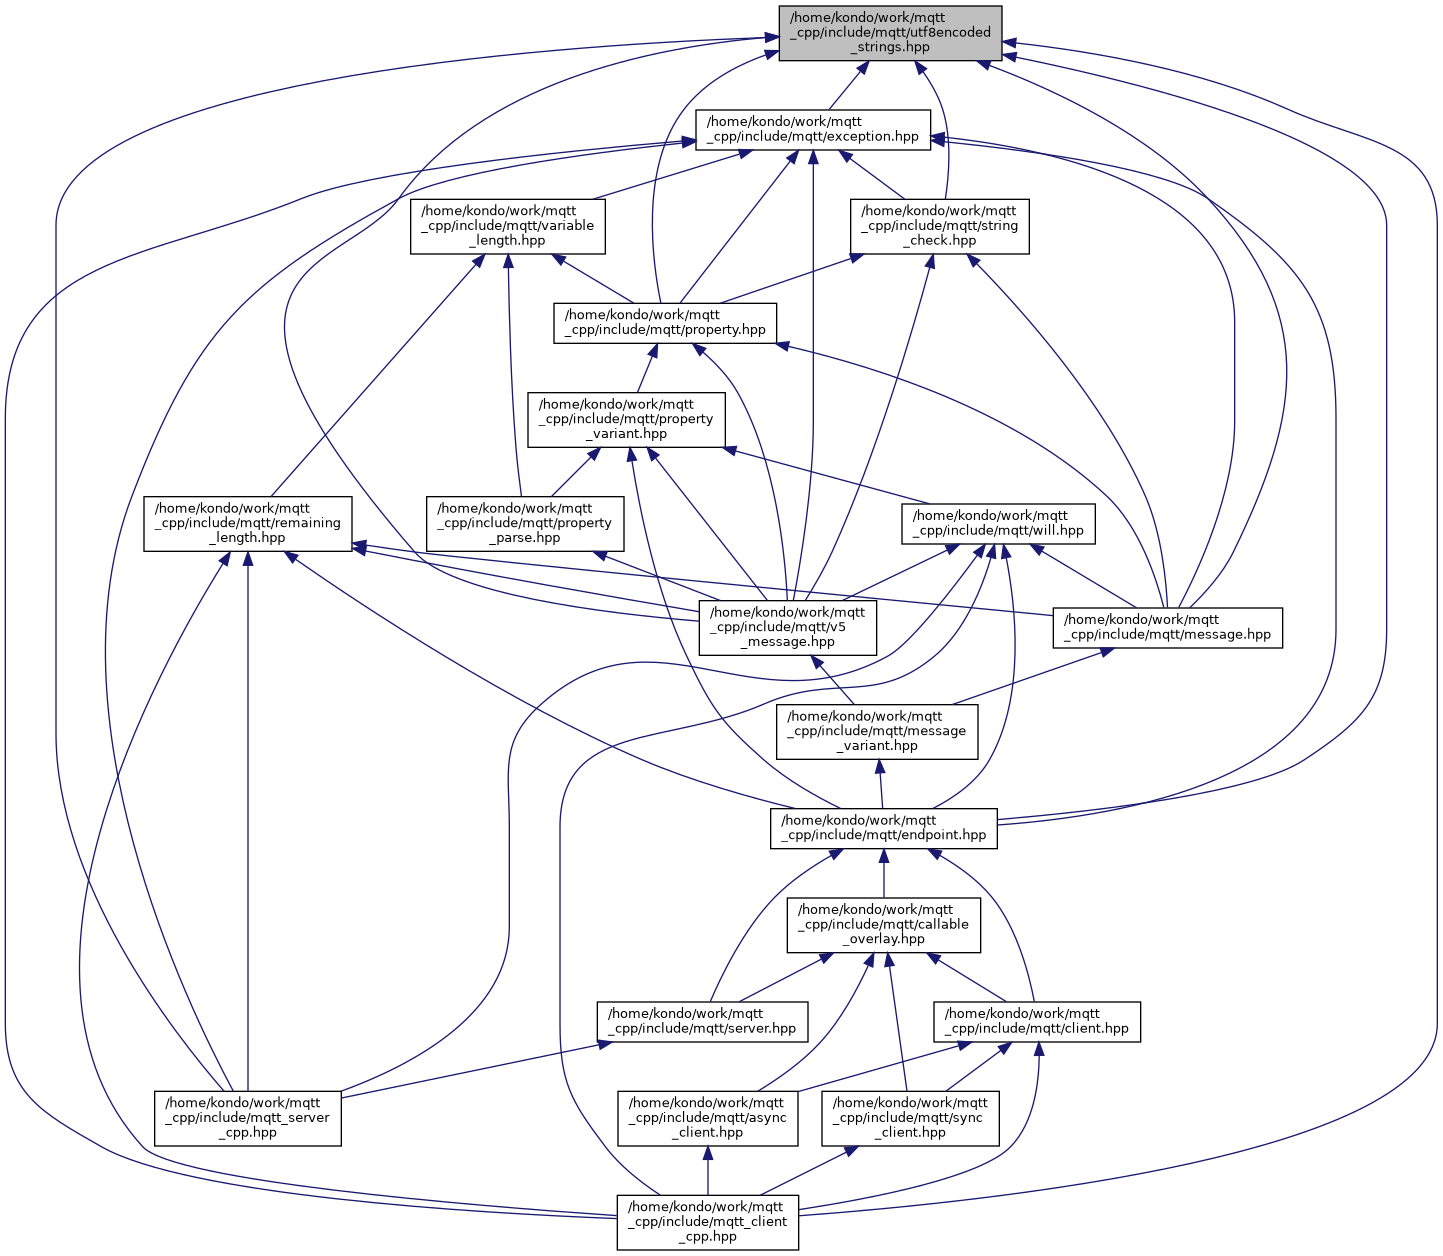 /home/kondo/work/mqtt
_cpp/include/mqtt/utf8encoded
_strings.hpp
/home/kondo/work/mqtt
_cpp/include/mqtt/exception.hpp
/home/kondo/work/mqtt
_cpp/include/mqtt/variable
_length.hpp
/home/kondo/work/mqtt
_cpp/include/mqtt/string
_check.hpp
/home/kondo/work/mqtt
_cpp/include/mqtt/property.hpp
/home/kondo/work/mqtt
_cpp/include/mqtt/property
_variant.hpp
/home/kondo/work/mqtt
_cpp/include/mqtt/remaining
_length.hpp
/home/kondo/work/mqtt
_cpp/include/mqtt/property
_parse.hpp
/home/kondo/work/mqtt
_cpp/include/mqtt/will.hpp
/home/kondo/work/mqtt
_cpp/include/mqtt/v5
_message.hpp
/home/kondo/work/mqtt
_cpp/include/mqtt/message.hpp
/home/kondo/work/mqtt
_cpp/include/mqtt/message
_variant.hpp
/home/kondo/work/mqtt
_cpp/include/mqtt/endpoint.hpp
/home/kondo/work/mqtt
_cpp/include/mqtt/callable
_overlay.hpp
/home/kondo/work/mqtt
_cpp/include/mqtt/server.hpp
/home/kondo/work/mqtt
_cpp/include/mqtt/client.hpp
/home/kondo/work/mqtt
_cpp/include/mqtt_server
_cpp.hpp
/home/kondo/work/mqtt
_cpp/include/mqtt/async
_client.hpp
/home/kondo/work/mqtt
_cpp/include/mqtt/sync
_client.hpp
/home/kondo/work/mqtt
_cpp/include/mqtt_client
_cpp.hpp